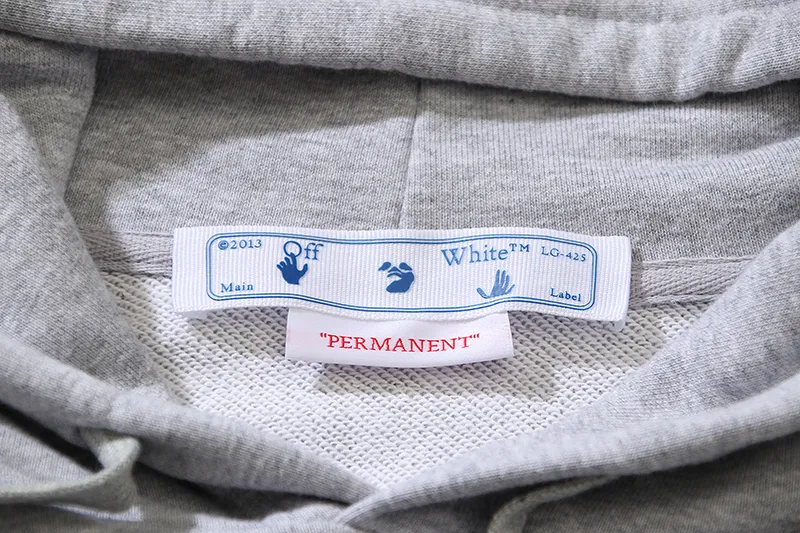 ©2013 Off White™ LG-425
Main Label
"PERMANENT“